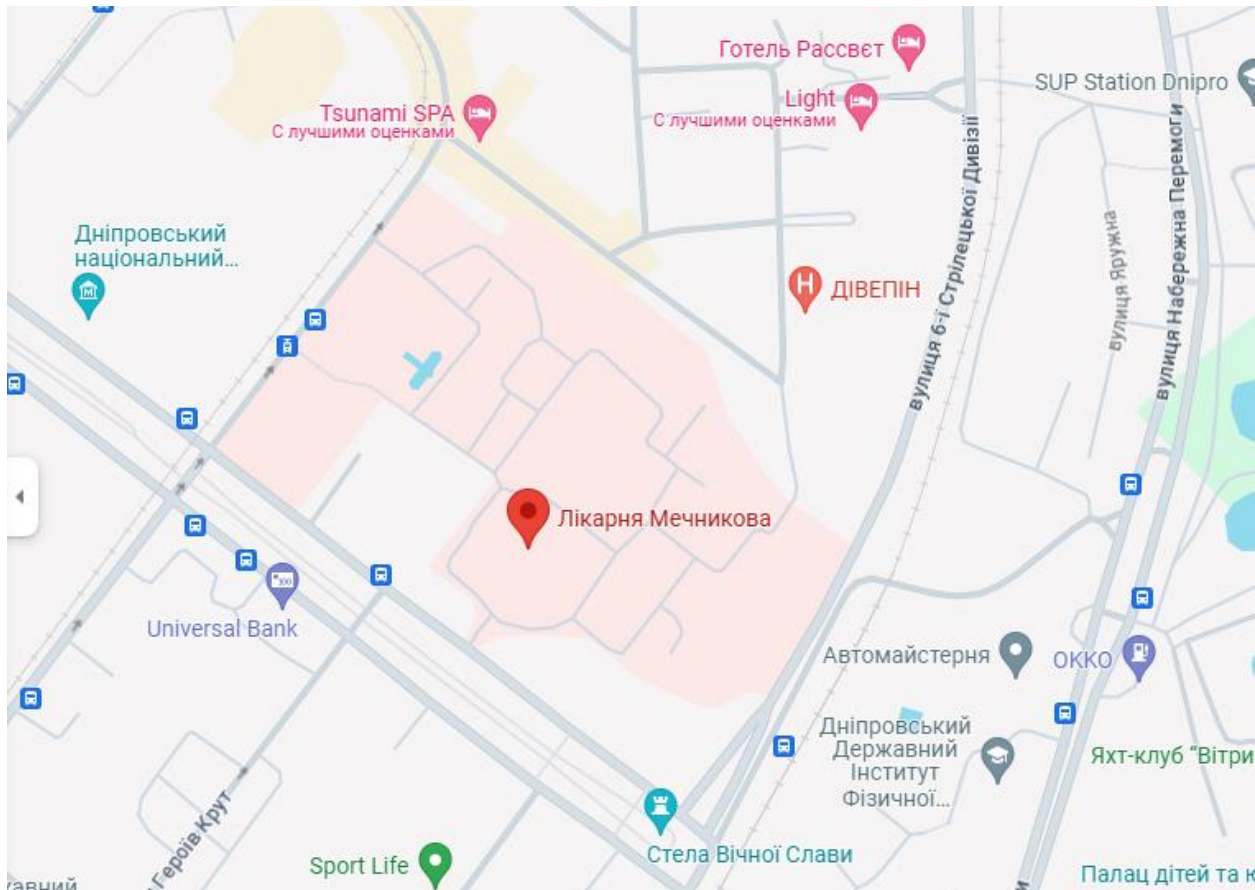 Готель Рассвет
SUP Station Dnipro
Light
С лучшими оценками
Tsunami SPA
С лучшими оценками
вулиця 6-ї Стрілецької Дивізії
вулиця Набережна Перемоги
вулиця Яружна
Дніпровський
національний...
ДІВЕПІН
Лікарня Мечникова
Universal Bank
Автомайстерня
ОККО
Дніпровський
Державний
Інститут
Фізичної...
Яхт-клуб "Вітри
Стела Вічної Слави
Sport Life
Героїв Крут
Палац дітей та